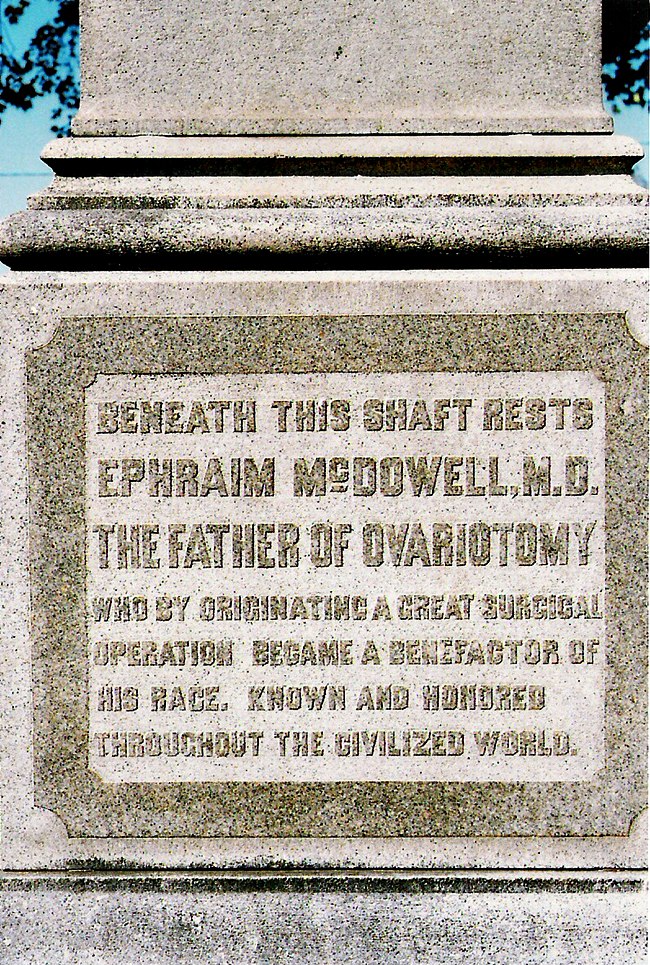 BENEATH THIS SHAFT RESTS
EPHRAIM McDOWELL, M.D.
THE FATHER OF OVARIOTOMY
WHO BY ORIGINATING A GREAT SURGICAL
OPERATION BECAME A BENEFACTOR OF
HIS RACE. KNOWN AND HONORED
THROUGHOUT THE CIVILIZED WORLD.